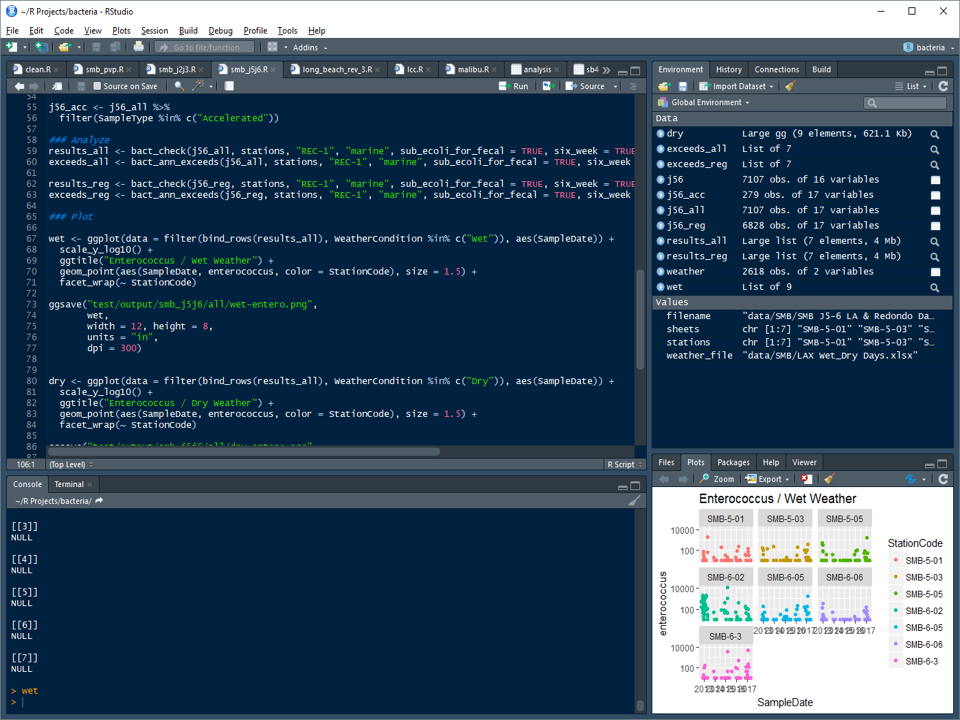 ~/R Projects/bacteria - RStudio
File Edit Code View Plots Session Build Debug Profile Tools Help
Go to file/function Addins bacteria
clean.R smb_pvp.R smb_j2j3.R smb_j5j6.R long_beach_rev_3.R lcc.R malibu.R analysis sb4
Source on Save Run Source
54
55 j56_acc <- j56_all %>%
56 filter(SampleType %in% c("Accelerated"))
57
58 ### Analyze
59 results_all <- bact_check(j56_all, stations, "REC-1", "marine", sub_ecoli_for_fecal = TRUE, six_week = TRUE
60 exceeds_all <- bact_ann_exceeds(j56_all, stations, "REC-1", "marine", sub_ecoli_for_fecal = TRUE, six_week
61
62 results_reg <- bact_check(j56_reg, stations, "REC-1", "marine", sub_ecoli_for_fecal = TRUE, six_week = TRUE
63 exceeds_reg <- bact_ann_exceeds(j56_reg, stations, "REC-1", "marine", sub_ecoli_for_fecal = TRUE, six_week
64
65 ### Plot
66
67 wet <- ggplot(data = filter(bind_rows(results_all), WeatherCondition %in% c("Wet")), aes(SampleDate)) +
68 scale_y_log10() +
69 ggtitle("Enterococcus / Wet Weather") +
70 geom_point(aes(SampleDate, enterococcus, color = StationCode), size = 1.5) +
71 facet_wrap(~ StationCode)
72
73 ggsave("test/output/smb_j5j6/all/wet-entero.png",
74 wet,
75 width = 12, height = 8,
76 units = "in",
77 dpi = 300)
78
79
80 dry <- ggplot(data = filter(bind_rows(results_all), WeatherCondition %in% c("Dry")), aes(SampleDate)) +
81 scale_y_log10() +
82 ggtitle("Enterococcus / Dry Weather") +
83 geom_point(aes(SampleDate, enterococcus, color = StationCode), size = 1.5) +
84 facet_wrap(~ StationCode)
85
86 ggsave("test/output/smb_j5j6/all/dry-entero.png",
87
106:1 (Top Level) R Script
Console Terminal
~/R Projects/bacteria/
[[3]]
NULL
[[4]]
NULL
[[5]]
NULL
[[6]]
NULL
[[7]]
NULL
> wet
>
Environment History Connections Build
Import Dataset List
Global Environment
Data
dry Large gg (9 elements, 621.1 Kb)
exceeds_all List of 7
exceeds_reg List of 7
j56 7107 obs. of 16 variables
j56_acc 279 obs. of 17 variables
j56_all 7107 obs. of 17 variables
j56_reg 6828 obs. of 17 variables
results_all Large list (7 elements, 4 Mb)
results_reg Large list (7 elements, 4 Mb)
weather 2618 obs. of 2 variables
wet List of 9
Values
filename "data/SMB/SMB J5-6 LA & Redondo Da…
sheets chr [1:7] "SMB-5-01" "SMB-5-03" "S…
stations chr [1:7] "SMB-5-01" "SMB-5-03" "S…
weather_file "data/SMB/LAX Wet_Dry Days.xlsx"
Files Plots Packages Help Viewer
Zoom Export
Enterococcus / Wet Weather
SMB-5-01 SMB-5-03 SMB-5-05
10000
100
SMB-6-02 SMB-6-05 SMB-6-06
10000
100
SMB-6-3
10000
100
enterococcus
SampleDate
StationCode
SMB-5-01
SMB-5-03
SMB-5-05
SMB-6-02
SMB-6-05
SMB-6-06
SMB-6-3